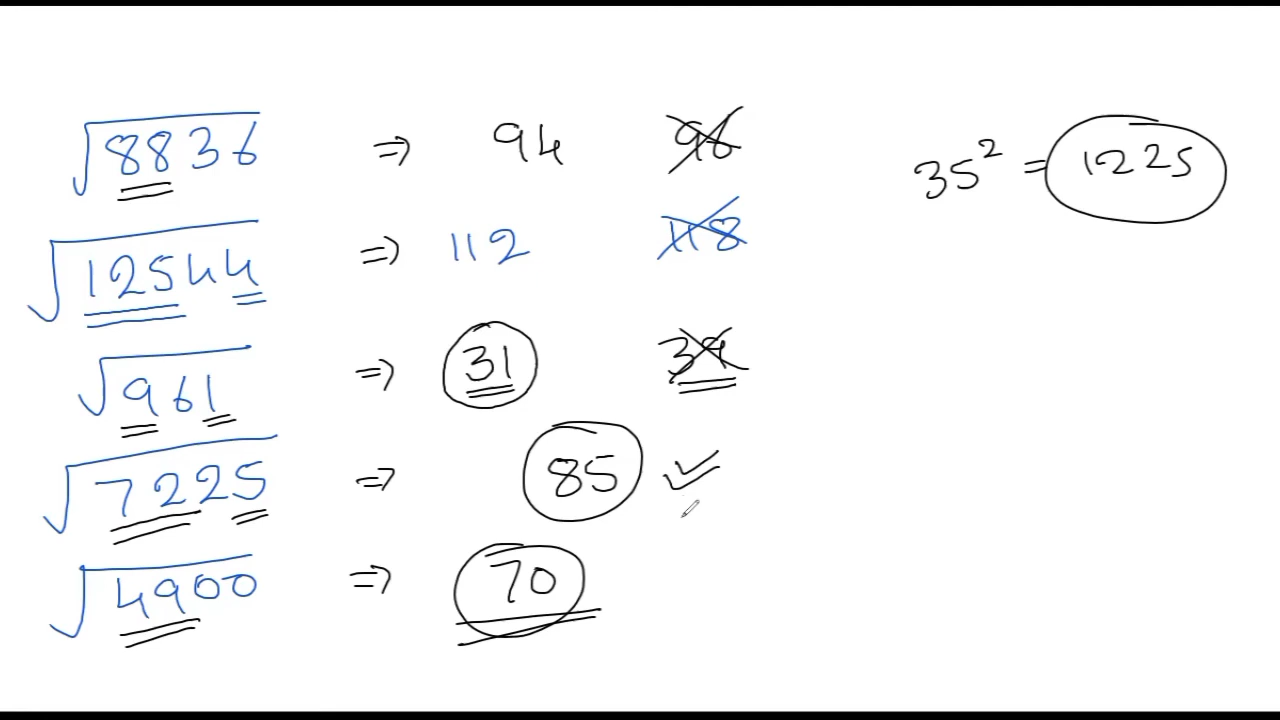 √8836 ⇒ 94 96
35² = 1225
√12544 ⇒ 112 118
√961 ⇒ 31 39
√7225 ⇒ 85 ✓
√4900 ⇒ 70